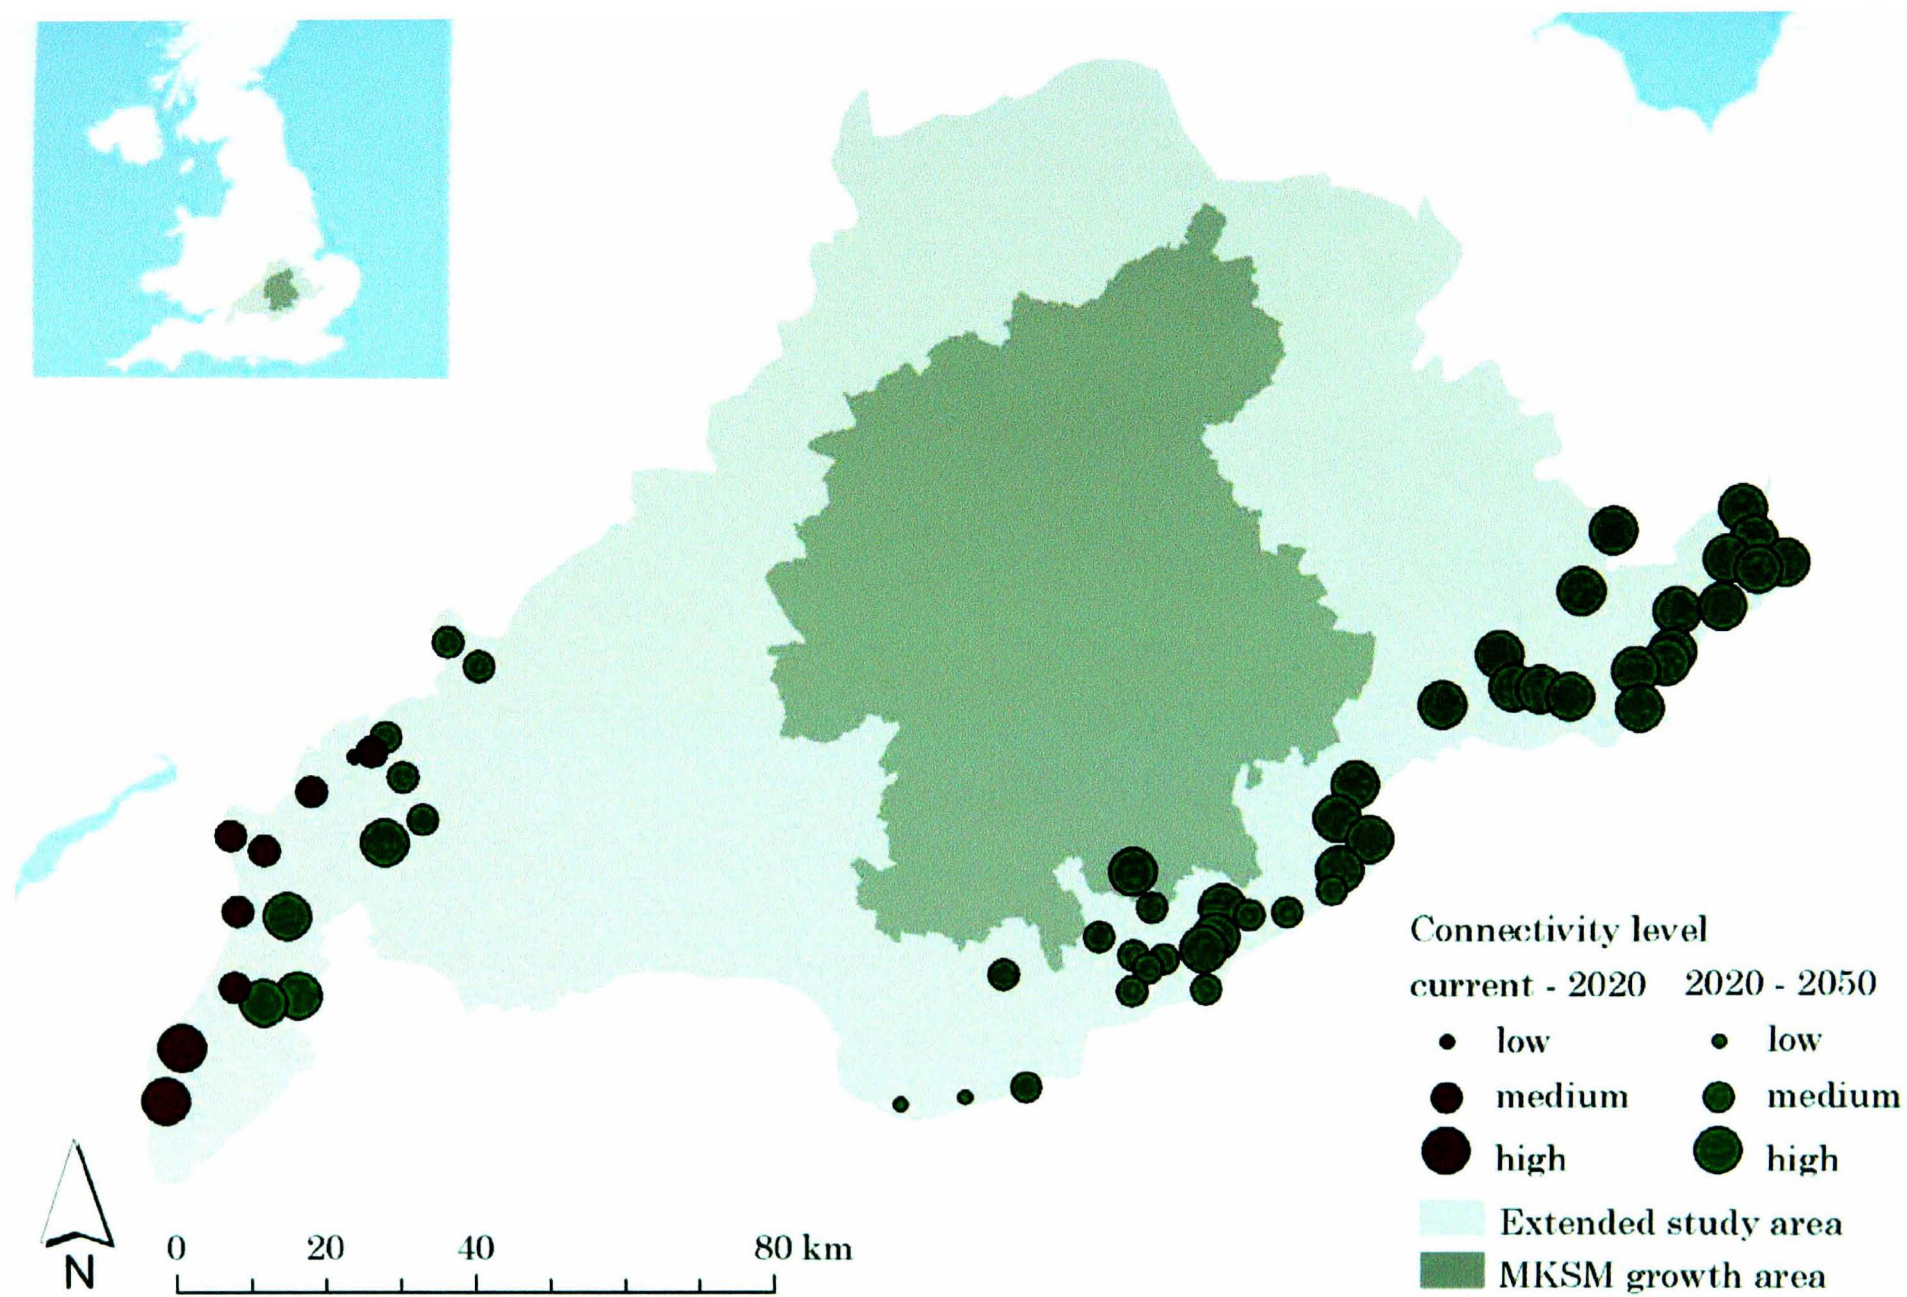 Connectivity level
current - 2020 2020 - 2050
low low
medium medium
high high
Extended study area
MKSM growth area
0 20 40 80 km
N